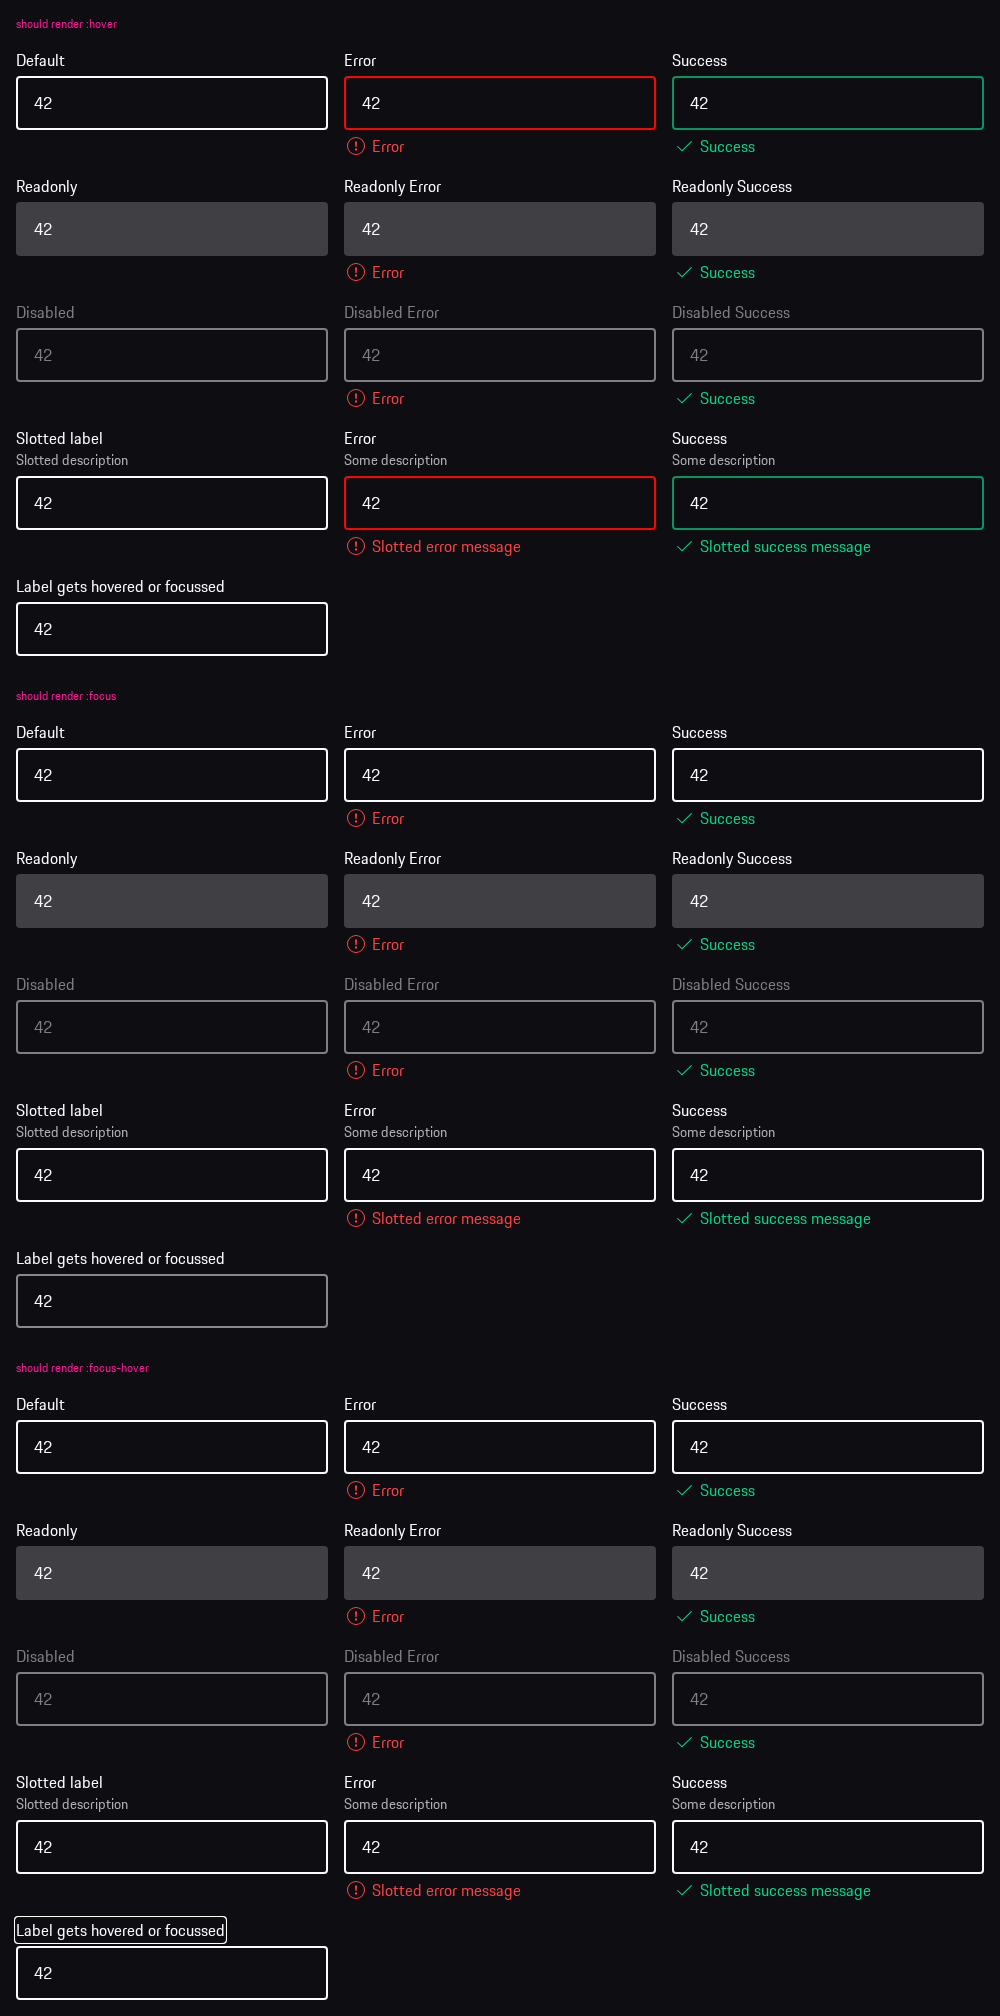 should render :hover
Default Error Success
42 42 42
Error Success
Readonly Readonly Error Readonly Success
42 42 42
Error Success
Disabled Disabled Error Disabled Success
42 42 42
Error Success
Slotted label Error Success
Slotted description Some description Some description
42 42 42
Slotted error message Slotted success message
Label gets hovered or focussed
42
should render :focus
Default Error Success
42 42 42
Error Success
Readonly Readonly Error Readonly Success
42 42 42
Error Success
Disabled Disabled Error Disabled Success
42 42 42
Error Success
Slotted label Error Success
Slotted description Some description Some description
42 42 42
Slotted error message Slotted success message
Label gets hovered or focussed
42
should render :focus-hover
Default Error Success
42 42 42
Error Success
Readonly Readonly Error Readonly Success
42 42 42
Error Success
Disabled Disabled Error Disabled Success
42 42 42
Error Success
Slotted label Error Success
Slotted description Some description Some description
42 42 42
Slotted error message Slotted success message
Label gets hovered or focussed
42